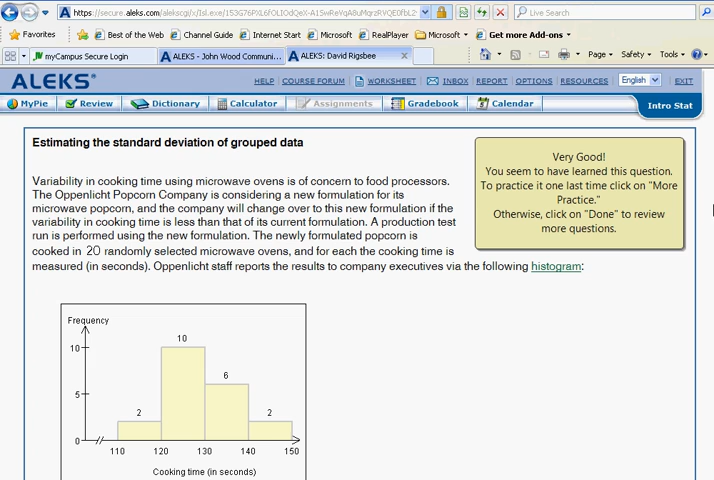 https://secure.aleks.com/alekscgi/x/Isl.exe/
Live Search
Favorites Best of the Web Channel Guide Internet Start Microsoft RealPlayer Microsoft Get more Add-ons
myCampus Secure Login ALEKS - John Wood Communi... ALEKS: David Rigsbee Page Safety Tools
ALEKS HELP COURSE FORUM WORKSHEET INBOX REPORT OPTIONS RESOURCES English EXIT
MyPie Review Dictionary Calculator Assignments Gradebook Calendar Intro Stat
Estimating the standard deviation of grouped data
Very Good!
You seem to have learned this question.
To practice it one last time click on "More
Practice."
Otherwise, click on "Done" to review
more questions.
Variability in cooking time using microwave ovens is of concern to food processors.
The Oppenlicht Popcorn Company is considering a new formulation for its
microwave popcorn, and the company will change over to this new formulation if the
variability in cooking time is less than that of its current formulation. A production test
run is performed using the new formulation. The newly formulated popcorn is
cooked in 20 randomly selected microwave ovens, and for each the cooking time is
measured (in seconds). Oppenlicht staff reports the results to company executives via the following histogram:
Frequency
10
10
6
5
2 2
0
110 120 130 140 150
Cooking time (in seconds)